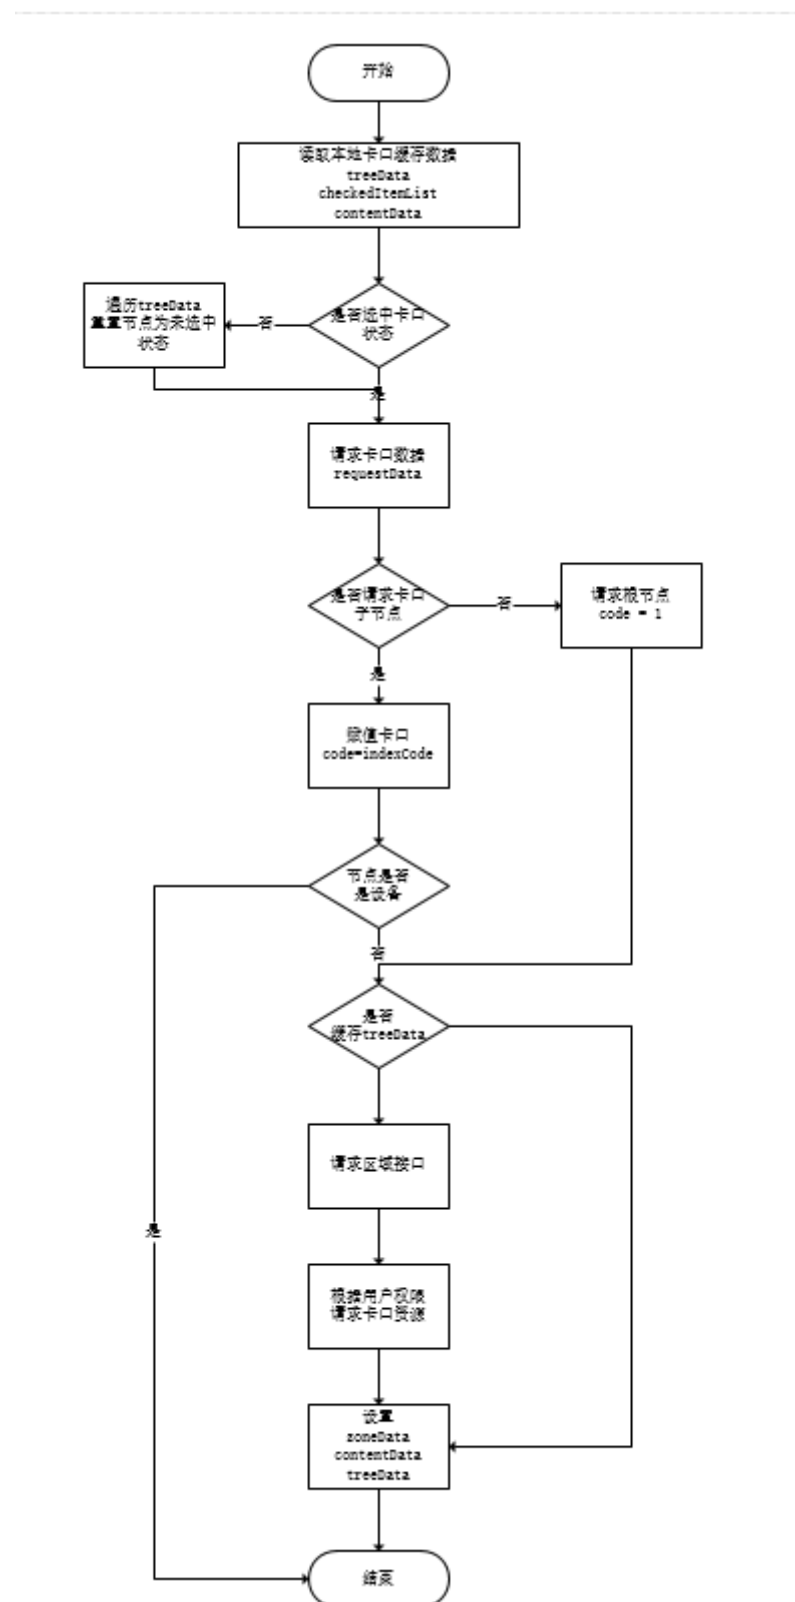 开始
读取本地卡口缓存数据
treeData
checkedItemList
contentData
是否选中卡口
状态
否
遍历treeData
重置节点为未选中
状态
是
请求卡口数据
requestData
是否请求卡口
子节点
否
请求根节点
code = 1
是
赋值卡口
code=indexCode
节点是否
是设备
否
是否
缓存treeData
请求区域接口
是
根据用户权限
请求卡口资源
设置
zoneData
contentData
treeData
结束